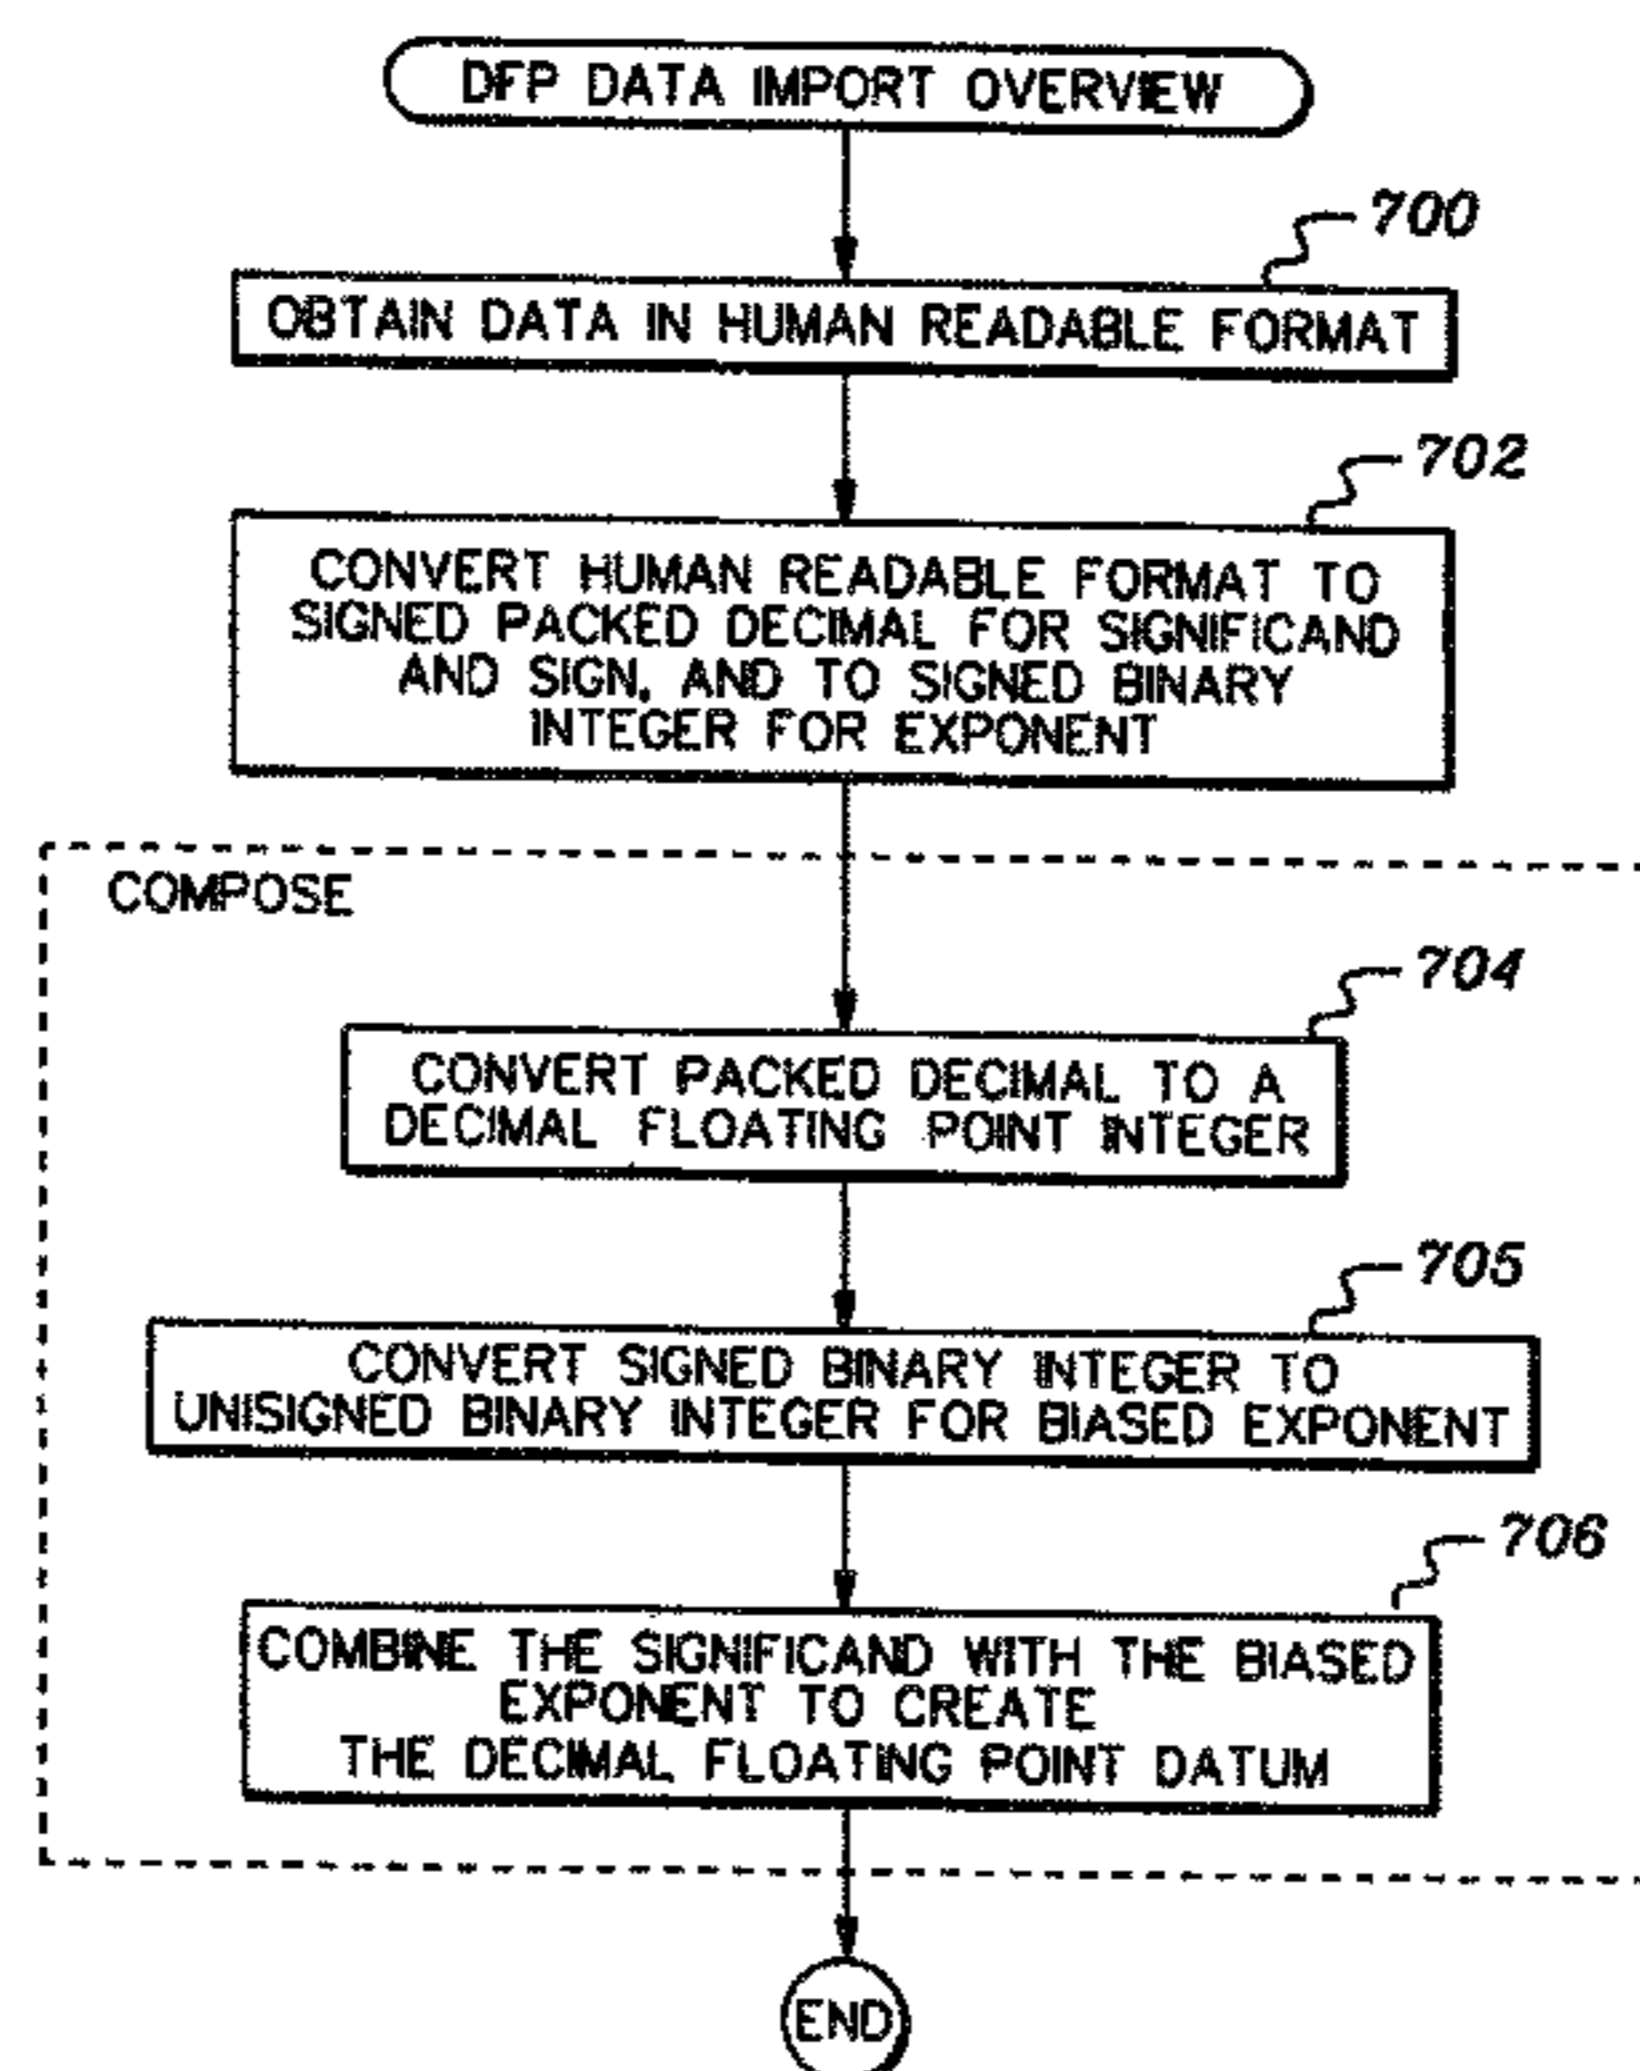 DFP DATA IMPORT OVERVIEW
700
OBTAIN DATA IN HUMAN READABLE FORMAT
702
CONVERT HUMAN READABLE FORMAT TO
SIGNED PACKED DECIMAL FOR SIGNIFICAND
AND SIGN, AND TO SIGNED BINARY
INTEGER FOR EXPONENT
COMPOSE
704
CONVERT PACKED DECIMAL TO A
DECIMAL FLOATING POINT INTEGER
705
CONVERT SIGNED BINARY INTEGER TO
UNISIGNED BINARY INTEGER FOR BIASED EXPONENT
706
COMBINE THE SIGNIFICAND WITH THE BIASED
EXPONENT TO CREATE
THE DECIMAL FLOATING POINT DATUM
END